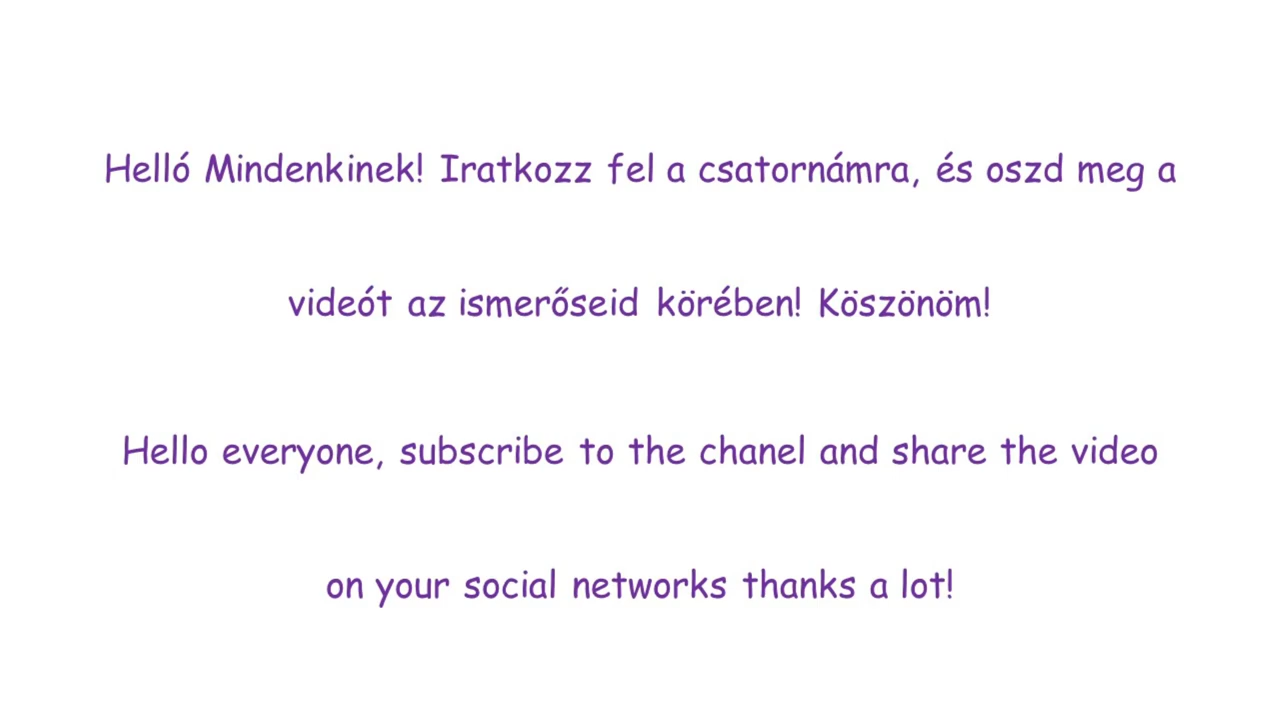 Helló Mindenkinek! Iratkozz fel a csatornámra, és oszd meg a
videót az ismerőseid körében! Köszönöm!
Hello everyone, subscribe to the chanel and share the video
on your social networks thanks a lot!